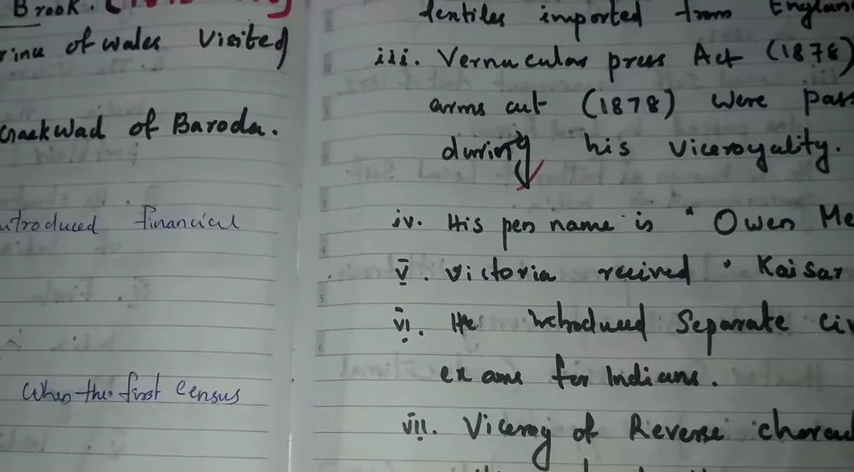 Brook.
rince of wales Visited
Gaekwad of Baroda.
ntroduced financial
When the first Census
textiles imported from Englan
iii. Vernacular press Act (1878)
arms act (1878) were pas
during his viceroyality.
iv. His pen name is "Owen Me
v. Victoria received "Kaisar
vi. He introduced Separate civ
exams for Indians.
vii. Viceroy of Reverse charac